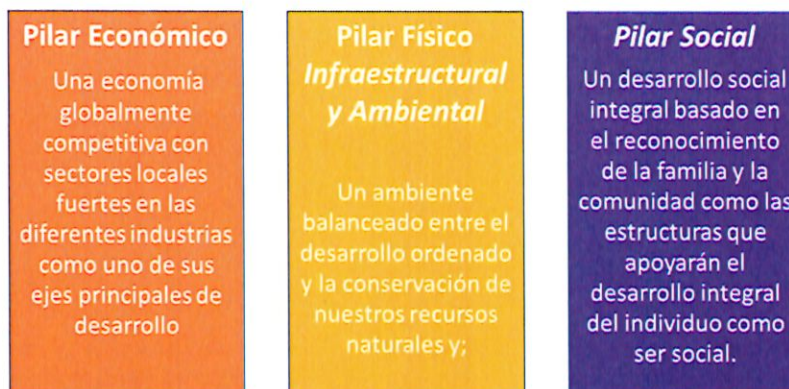 Pilar Económico
Una economía
globalmente
competitiva con
sectores locales
fuertes en las
diferentes industrias
como uno de sus
ejes principales de
desarrollo
Pilar Físico
Infraestructural
y Ambiental
Un ambiente
balanceado entre el
desarrollo ordenado
y la conservación de
nuestros recursos
naturales y;
Pilar Social
Un desarrollo social
integral basado en
el reconocimiento
de la familia y la
comunidad como las
estructuras que
apoyarán el
desarrollo integral
del individuo como
ser social.